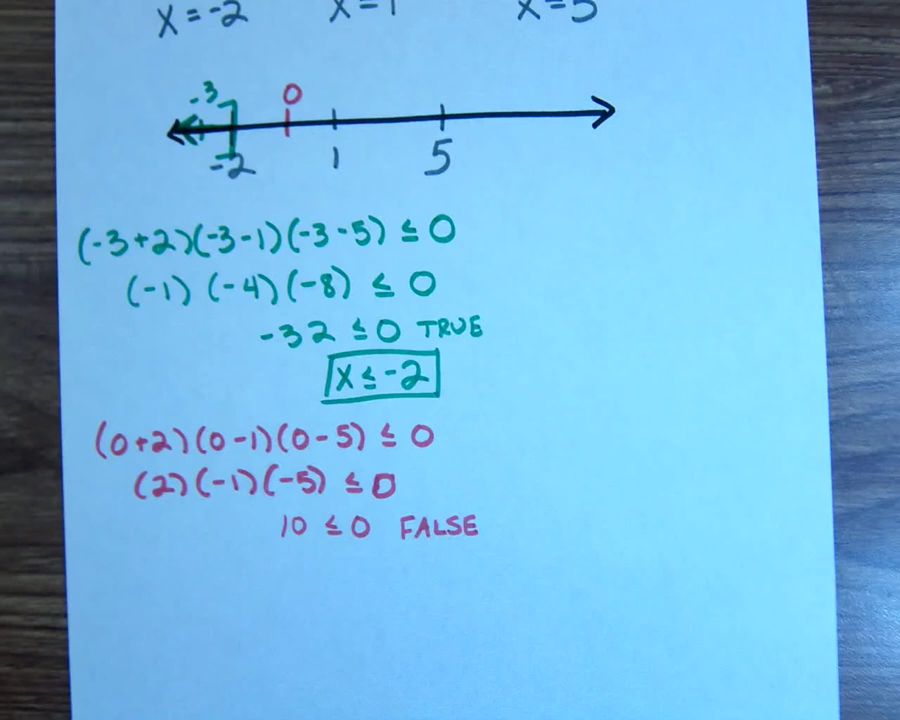 x = -2 x = 1 x = 5
-3 0
-2 1 5
(-3+2)(-3-1)(-3-5) ≤ 0
(-1) (-4)(-8) ≤ 0
-32 ≤ 0 TRUE
x ≤ -2
(0+2)(0-1)(0-5) ≤ 0
(2)(-1)(-5) ≤ 0
10 ≤ 0 FALSE